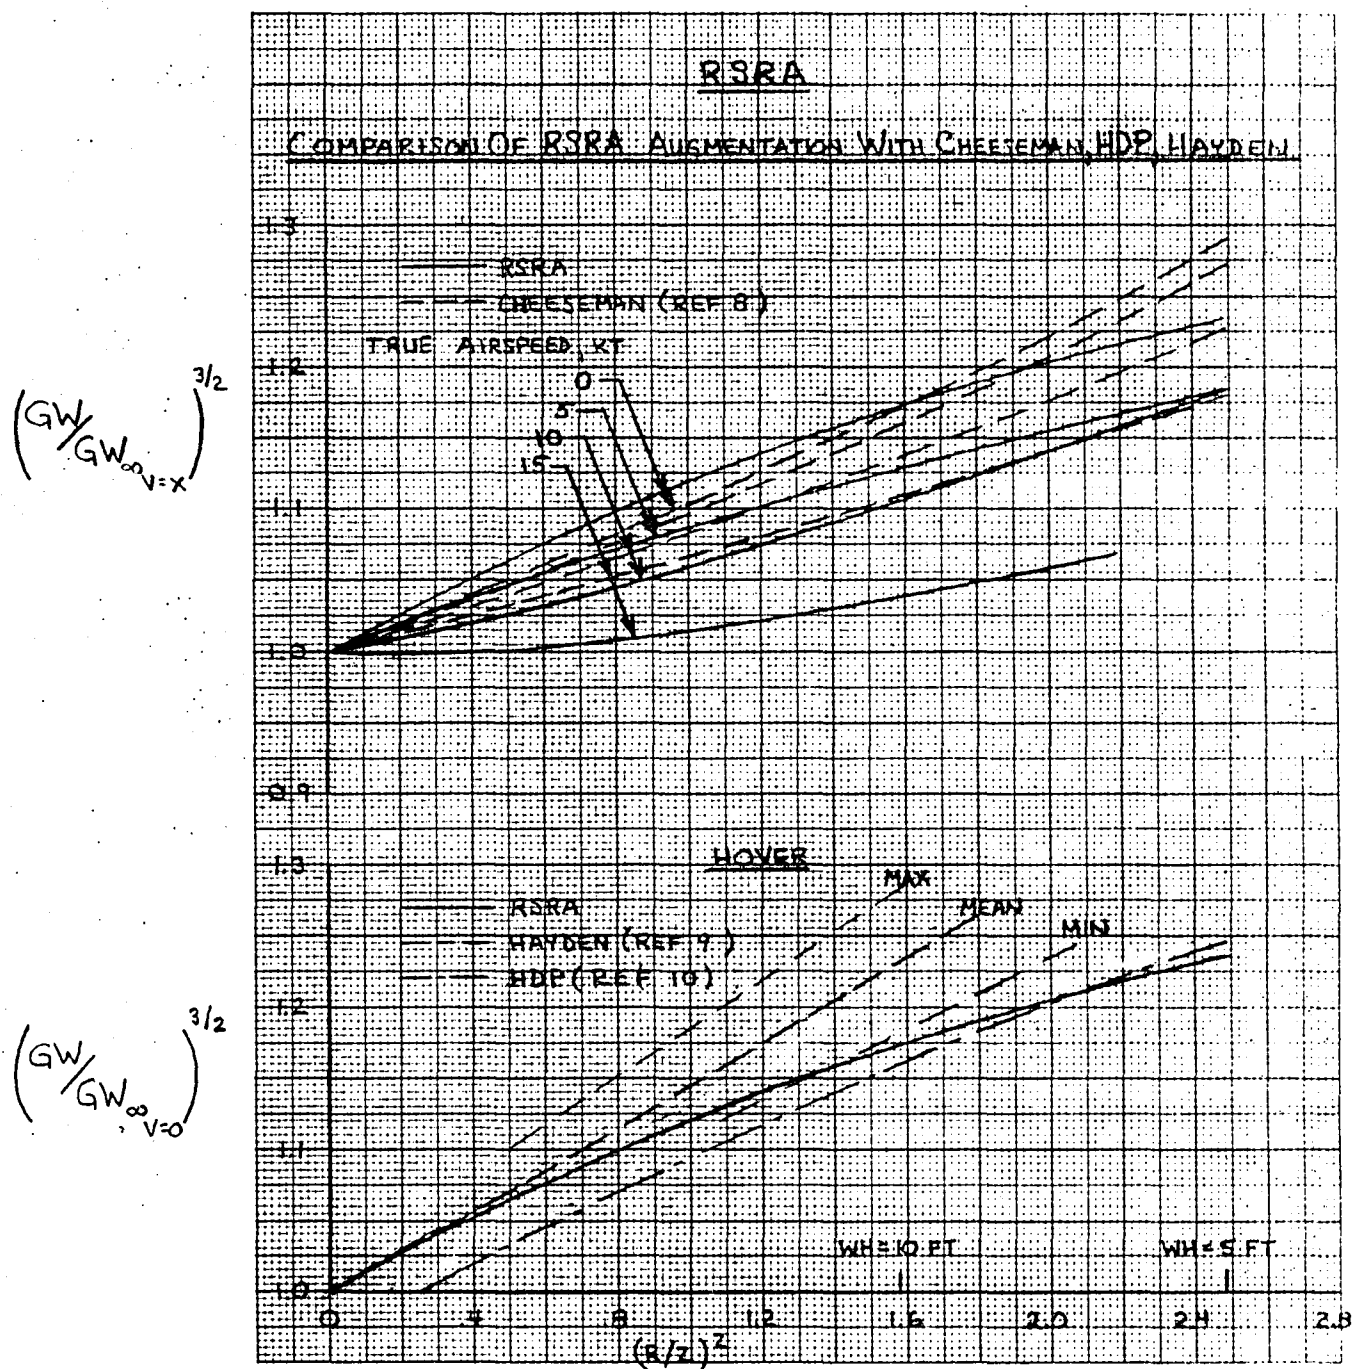 RSRA
COMPARISON OF RSRA AUGMENTATION WITH CHEESEMAN, HDP, HAYDEN
1.3
RSRA
CHEESEMAN (REF 8)
TRUE AIRSPEED, KT
1.2
0
5
10
15
(GW/GW∞ V=X)^3/2
1.1
1.0
0.9
HOVER
1.3
MAX
RSRA
MEAN
HAYDEN (REF 9)
MIN
HDP (REF 10)
1.2
(GW/GW∞ V=0)^3/2
1.1
WH=10 FT
WH=5 FT
1.0
0 .4 .8 1.2 1.6 2.0 2.4 2.8
(R/Z)^2